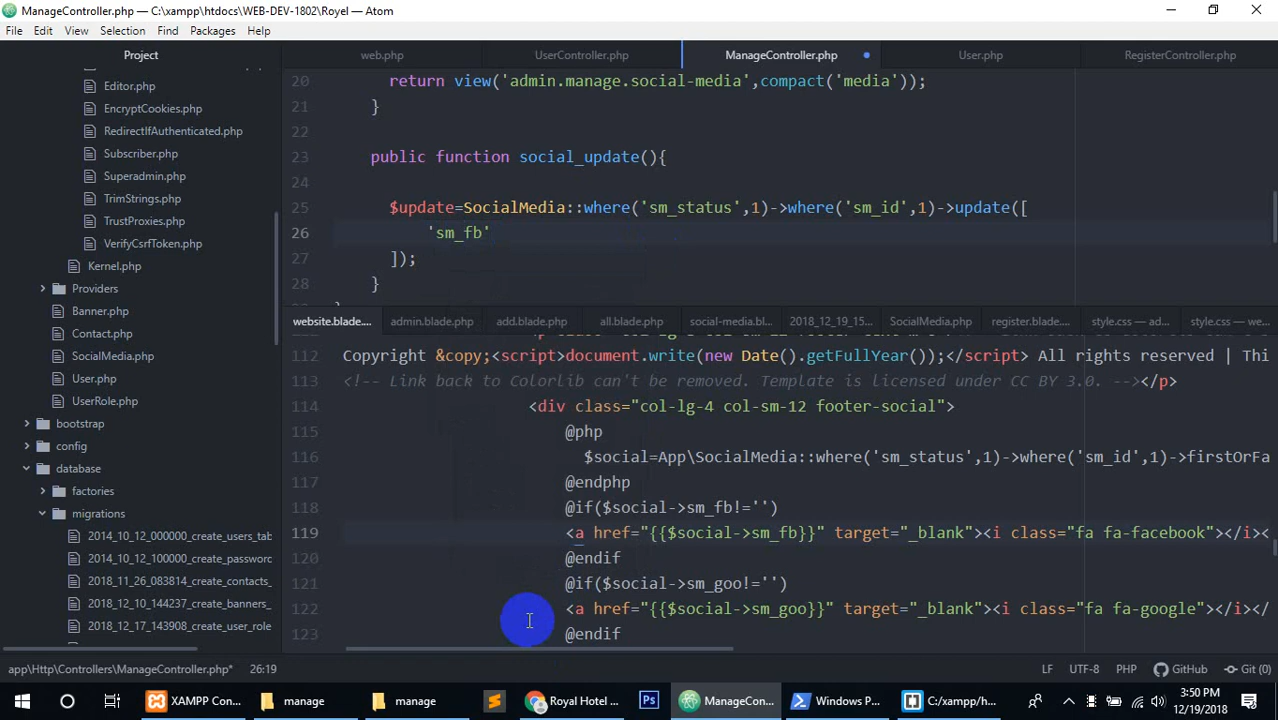 ManageController.php — C:\xampp\htdocs\WEB-DEV-1802\Royel — Atom
File Edit View Selection Find Packages Help
Project
web.php UserController.php ManageController.php User.php RegisterController.php
Editor.php
EncryptCookies.php
RedirectIfAuthenticated.php
Subscriber.php
Superadmin.php
TrimStrings.php
TrustProxies.php
VerifyCsrfToken.php
Kernel.php
Providers
Banner.php
Contact.php
SocialMedia.php
User.php
UserRole.php
bootstrap
config
database
factories
migrations
2014_10_12_000000_create_users_tab
2014_10_12_100000_create_password
2018_11_26_083814_create_contacts_
2018_12_10_144237_create_banners_
2018_12_17_143908_create_user_role
20 return view('admin.manage.social-media',compact('media'));
21 }
22
23 public function social_update(){
24
25 $update=SocialMedia::where('sm_status',1)->where('sm_id',1)->update([
26 'sm_fb'
27 ]);
28 }
website.blade.... admin.blade.php add.blade.php all.blade.php social-media.bl... 2018_12_19_15... SocialMedia.php register.blade.... style.css — ad... style.css — we...
112 Copyright &copy;<script>document.write(new Date().getFullYear());</script> All rights reserved | Thi
113 <!-- Link back to Colorlib can't be removed. Template is licensed under CC BY 3.0. --></p>
114 <div class="col-lg-4 col-sm-12 footer-social">
115 @php
116 $social=App\SocialMedia::where('sm_status',1)->where('sm_id',1)->firstOrFa
117 @endphp
118 @if($social->sm_fb!='')
119 <a href="{{$social->sm_fb}}" target="_blank"><i class="fa fa-facebook"></i><
120 @endif
121 @if($social->sm_goo!='')
122 <a href="{{$social->sm_goo}}" target="_blank"><i class="fa fa-google"></i></
123 @endif
app\Http\Controllers\ManageController.php* 26:19 LF UTF-8 PHP GitHub Git (0)
XAMPP Con... manage manage Royal Hotel ... Ps ManageCon... Windows P... C:/xampp/h... 3:50 PM
12/19/2018